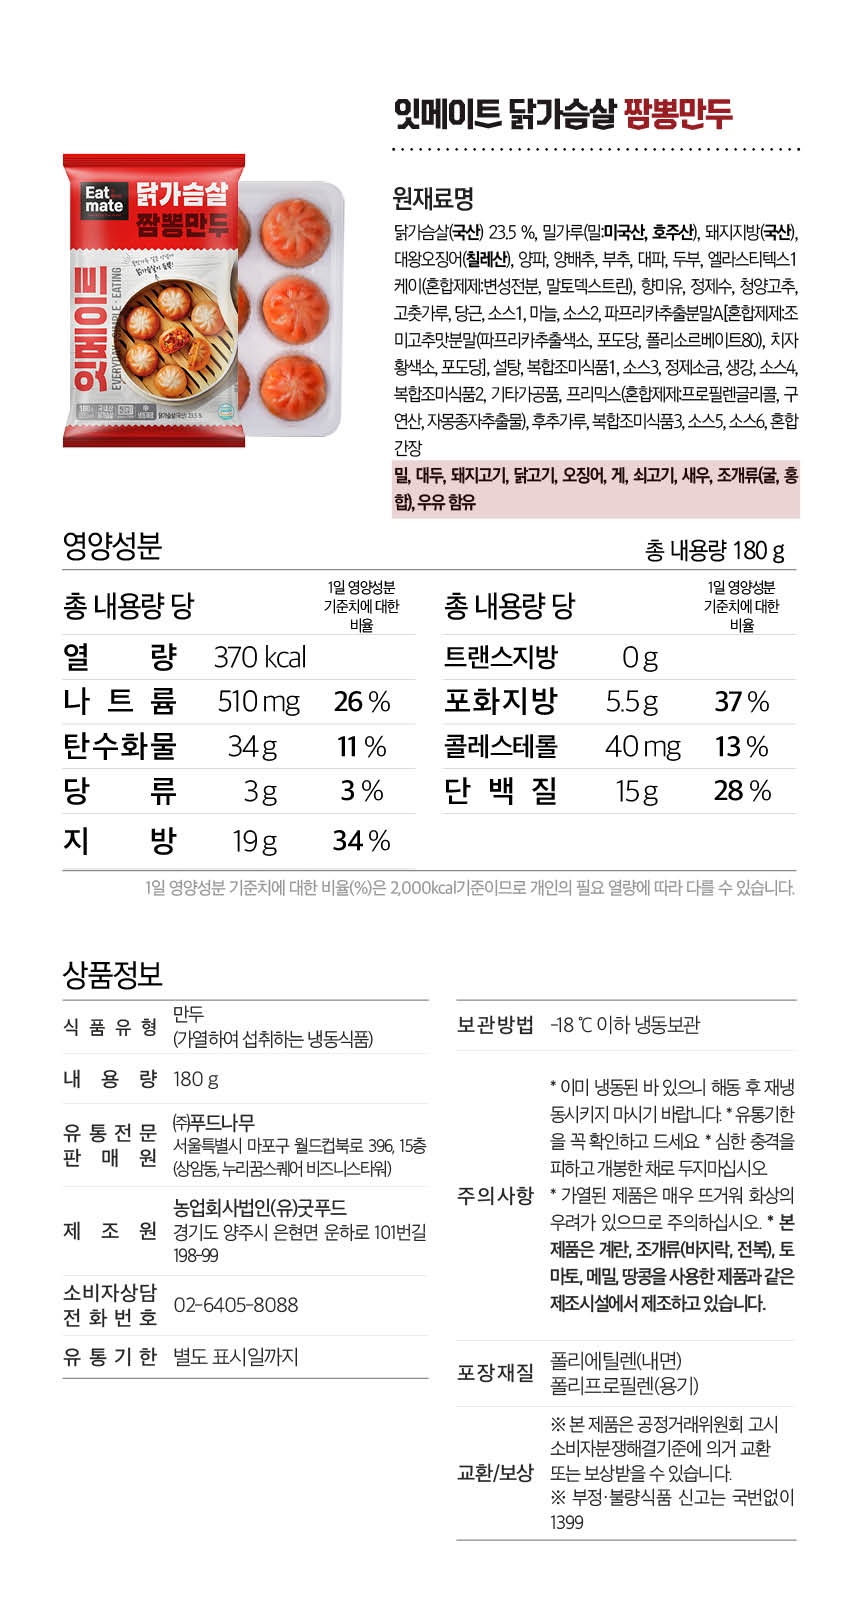 잇메이트 닭가슴살 짬뽕만두
Eat
mate
닭가슴살
짬뽕만두
잇메이트
원재료명
닭가슴살(국산) 23.5 %, 밀가루(밀:미국산, 호주산), 돼지지방(국산),
대왕오징어(칠레산), 양파, 양배추, 부추, 대파, 두부, 엘라스티텍스1
케이(혼합제제:변성전분, 말토덱스트린), 향미유, 정제수, 청양고추,
고춧가루, 당근, 소스1, 마늘, 소스2, 파프리카추출분말A[혼합제제:조
미고추맛분말(파프리카추출색소, 포도당, 폴리소르베이트80), 치자
황색소, 포도당], 설탕, 복합조미식품1, 소스3, 정제소금, 생강, 소스4,
복합조미식품2, 기타가공품, 프리믹스(혼합제제:프로필렌글리콜, 구
연산, 자몽종자추출물), 후추가루, 복합조미식품3, 소스5, 소스6, 혼합
간장
밀, 대두, 돼지고기, 닭고기, 오징어, 게, 쇠고기, 새우, 조개류(굴, 홍
합), 우유 함유
영양성분
총 내용량 180 g
총 내용량 당
1일 영양성분
기준치에 대한
비율
열 량 370 kcal
나 트 륨 510 mg 26 %
탄수화물 34 g 11 %
당 류 3 g 3 %
지 방 19 g 34 %
총 내용량 당
1일 영양성분
기준치에 대한
비율
트랜스지방 0 g
포화지방 5.5 g 37 %
콜레스테롤 40 mg 13 %
단 백 질 15 g 28 %
1일 영양성분 기준치에 대한 비율(%)은 2,000kcal기준이므로 개인의 필요 열량에 따라 다를 수 있습니다.
상품정보
식 품 유 형
만두
(가열하여 섭취하는 냉동식품)
내 용 량 180 g
유 통 전 문
판 매 원
㈜푸드나무
서울특별시 마포구 월드컵북로 396, 15층
(상암동, 누리꿈스퀘어 비즈니스타워)
제 조 원
농업회사법인(유)굿푸드
경기도 양주시 은현면 운하로 101번길
198-99
소비자상담
전 화 번 호
02-6405-8088
유 통 기 한 별도 표시일까지
보관방법 -18 ℃ 이하 냉동보관
주의사항
* 이미 냉동된 바 있으니 해동 후 재냉
동시키지 마시기 바랍니다. * 유통기한
을 꼭 확인하고 드세요. * 심한 충격을
피하고 개봉한 채로 두지마십시오.
* 가열된 제품은 매우 뜨거워 화상의
우려가 있으므로 주의하십시오. * 본
제품은 계란, 조개류(바지락, 전복), 토
마토, 메밀, 땅콩을 사용한 제품과 같은
제조시설에서 제조하고 있습니다.
포장재질
폴리에틸렌(내면)
폴리프로필렌(용기)
교환/보상
※ 본 제품은 공정거래위원회 고시
소비자분쟁해결기준에 의거 교환
또는 보상받을 수 있습니다.
※ 부정·불량식품 신고는 국번없이
1399